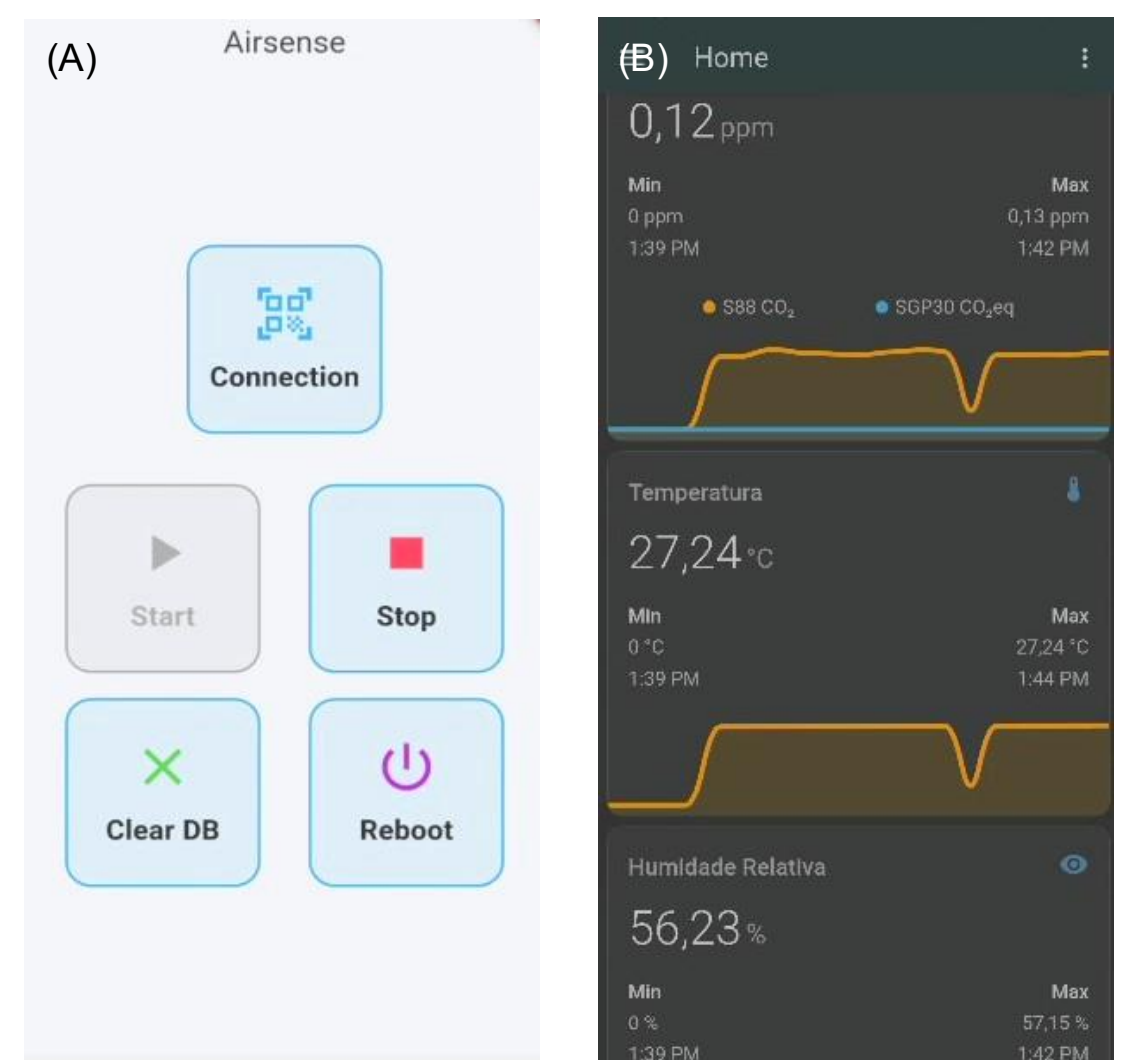 (A)
Airsense
Connection
Start
Stop
Clear DB
Reboot
(B) Home
0,12 ppm
Min Max
0 ppm 0,13 ppm
1:39 PM 1:42 PM
S88 CO₂ SGP30 CO₂eq
Temperatura
27,24 °C
Min Max
0 °C 27,24 °C
1:39 PM 1:44 PM
Humidade Relativa
56,23 %
Min Max
0 % 57,15 %
1:39 PM 1:42 PM